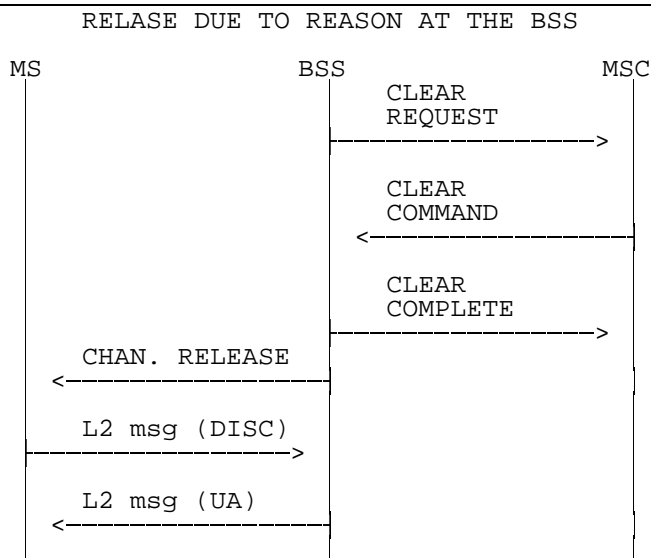 RELASE DUE TO REASON AT THE BSS
MS BSS MSC
CLEAR
REQUEST
CLEAR
COMMAND
CLEAR
COMPLETE
CHAN. RELEASE
L2 msg (DISC)
L2 msg (UA)